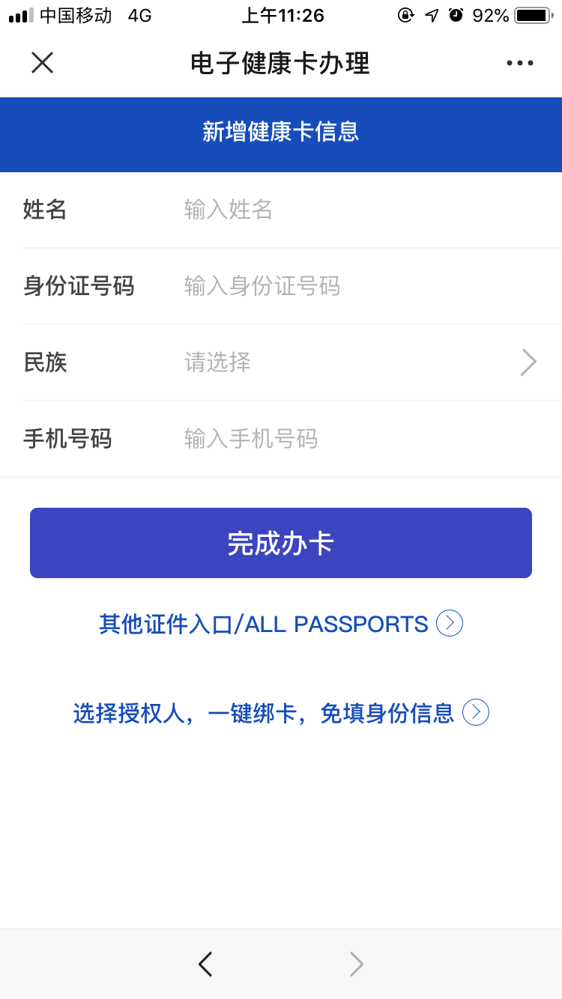 中国移动 4G 上午11:26 92%
电子健康卡办理
新增健康卡信息
姓名 输入姓名
身份证号码 输入身份证号码
民族 请选择
手机号码 输入手机号码
完成办卡
其他证件入口/ALL PASSPORTS
选择授权人，一键绑卡，免填身份信息